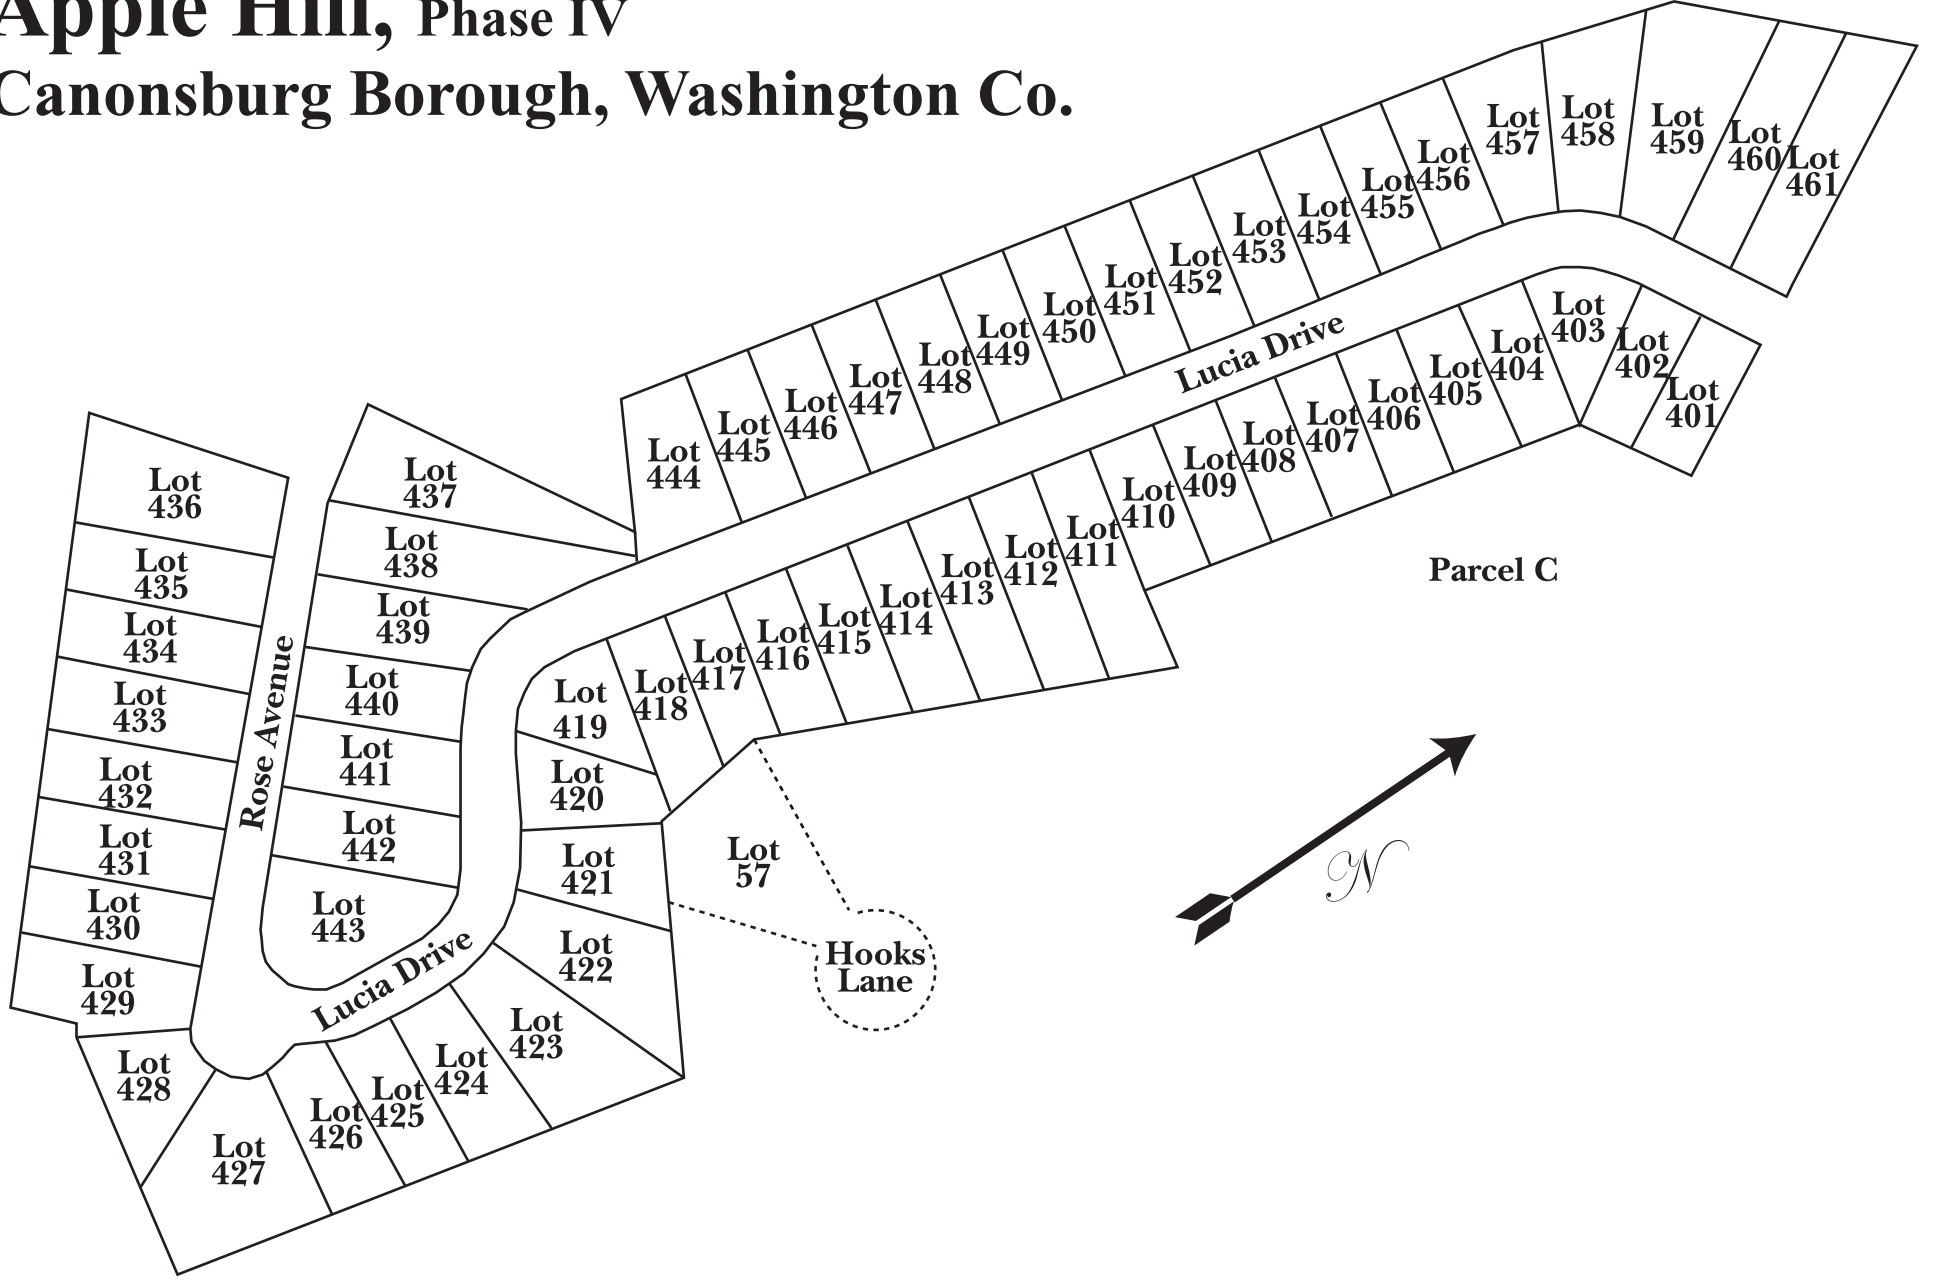 Apple Hill, Phase IV
Canonsburg Borough, Washington Co.
Lot
457
Lot
458
Lot
459
Lot
460
Lot
461
Lot
456
Lot
455
Lot
454
Lot
453
Lot
452
Lot
451
Lot
450
Lot
449
Lot
448
Lot
447
Lot
446
Lot
445
Lot
444
Lucia Drive
Lot
403
Lot
402
Lot
401
Lot
404
Lot
405
Lot
406
Lot
407
Lot
408
Lot
409
Lot
410
Lot
411
Lot
412
Lot
413
Lot
414
Lot
415
Lot
416
Lot
417
Lot
418
Lot
419
Lot
420
Lot
421
Lot
422
Lot
423
Lot
424
Lot
425
Lot
426
Lot
427
Lot
428
Lot
429
Lot
430
Lot
431
Lot
432
Lot
433
Lot
434
Lot
435
Lot
436
Rose Avenue
Lot
437
Lot
438
Lot
439
Lot
440
Lot
441
Lot
442
Lot
443
Lucia Drive
Lot
57
Hooks
Lane
Parcel C
N